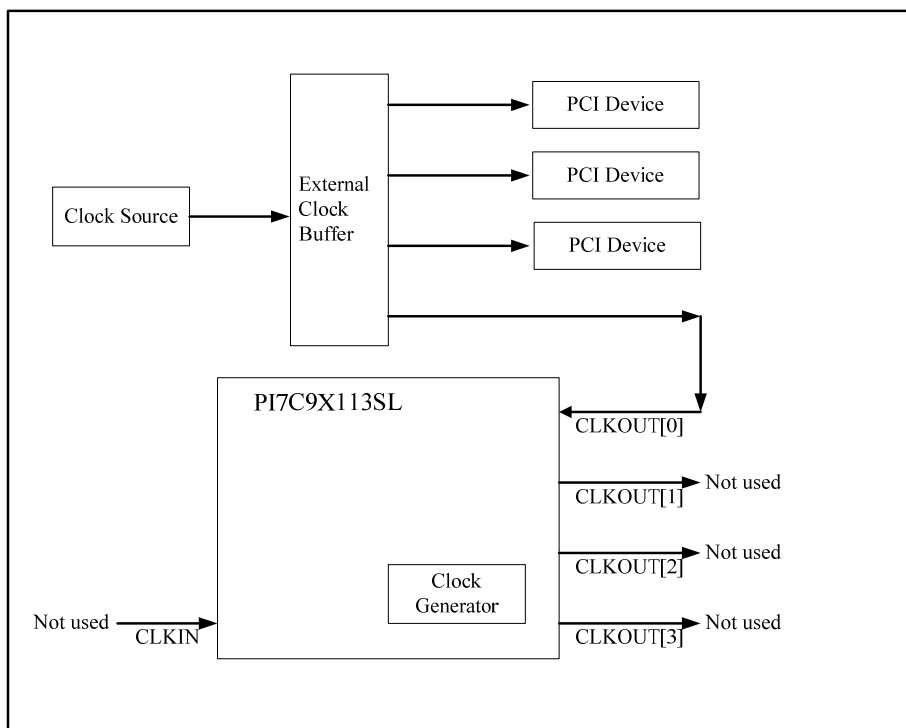 PCI Device
External
Clock
Buffer
PCI Device
Clock Source
PCI Device
PI7C9X113SL
CLKOUT[0]
Not used
CLKOUT[1]
Not used
CLKOUT[2]
Clock
Generator
Not used
CLKIN
Not used
CLKOUT[3]